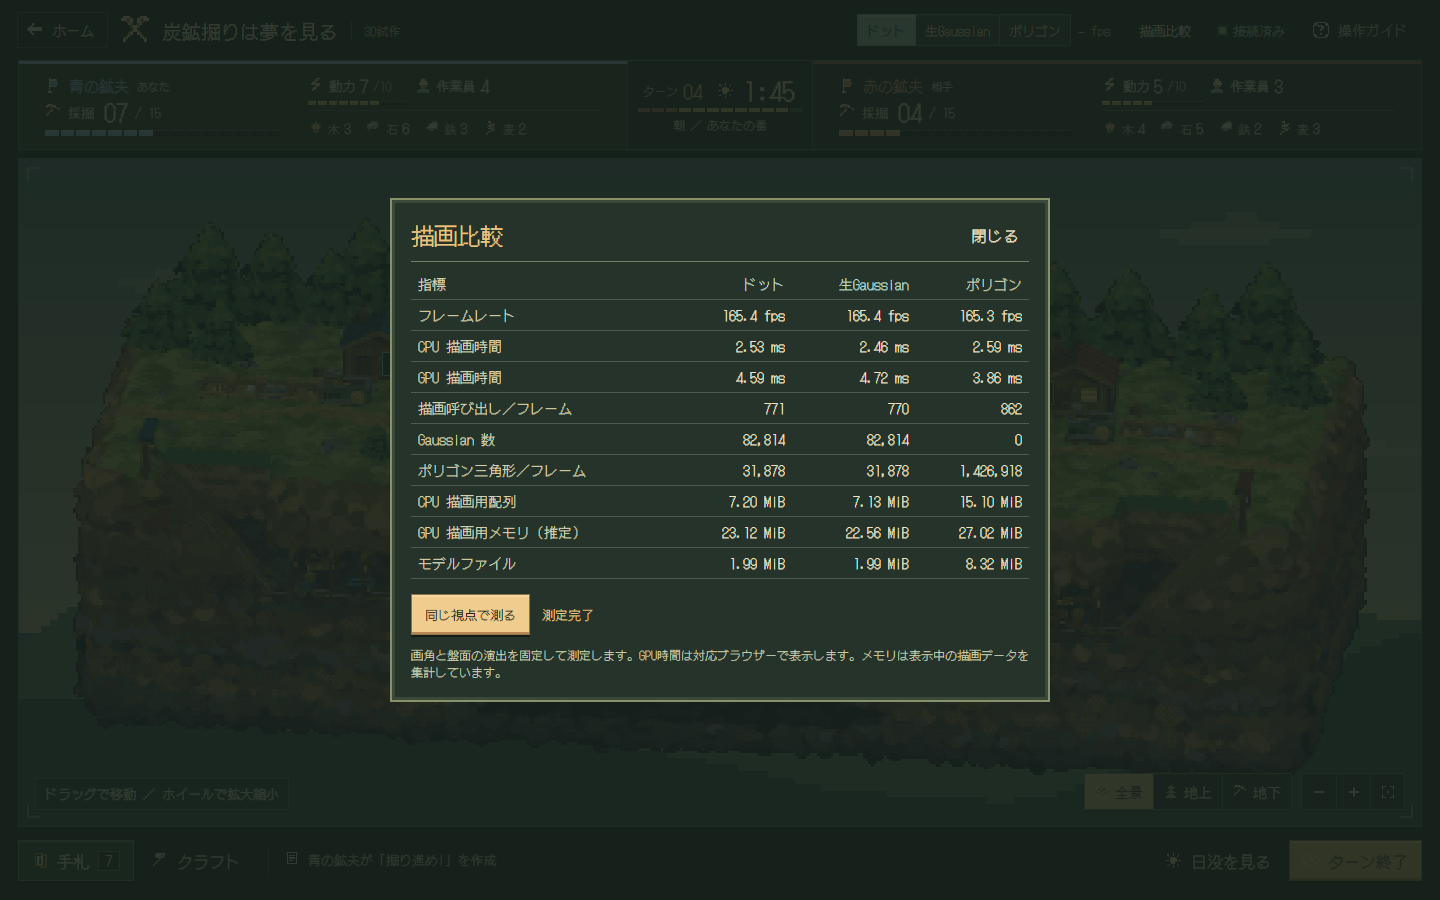 ホーム 炭鉱掘りは夢を見る 3D試作 ドット 生Gaussian ポリゴン - fps 描画比較 接続済み 操作ガイド
青の鉱夫 あなた 動力 7 /10 作業員 4 ターン 04 1:45 赤の鉱夫 相手 動力 5 /10 作業員 3
採掘 07 / 15 木 3 石 6 鉄 3 麦 2 朝 ／ あなたの番 採掘 04 / 15 木 4 石 5 鉄 2 麦 3
描画比較 閉じる
指標 ドット 生Gaussian ポリゴン
フレームレート 165.4 fps 165.4 fps 165.3 fps
CPU 描画時間 2.53 ms 2.46 ms 2.59 ms
GPU 描画時間 4.59 ms 4.72 ms 3.86 ms
描画呼び出し／フレーム 771 770 862
Gaussian 数 82,814 82,814 0
ポリゴン三角形／フレーム 31,878 31,878 1,426,918
CPU 描画用配列 7.20 MiB 7.13 MiB 15.10 MiB
GPU 描画用メモリ（推定） 23.12 MiB 22.56 MiB 27.02 MiB
モデルファイル 1.99 MiB 1.99 MiB 8.32 MiB
同じ視点で測る 測定完了
画角と盤面の演出を固定して測定します。GPU時間は対応ブラウザーで表示します。メモリは表示中の描画データを
集計しています。
ドラッグで移動 ／ ホイールで拡大縮小 全景 地上 地下 − +
手札 7 クラフト 青の鉱夫が「掘り進め!」を作成 日没を見る ターン終了